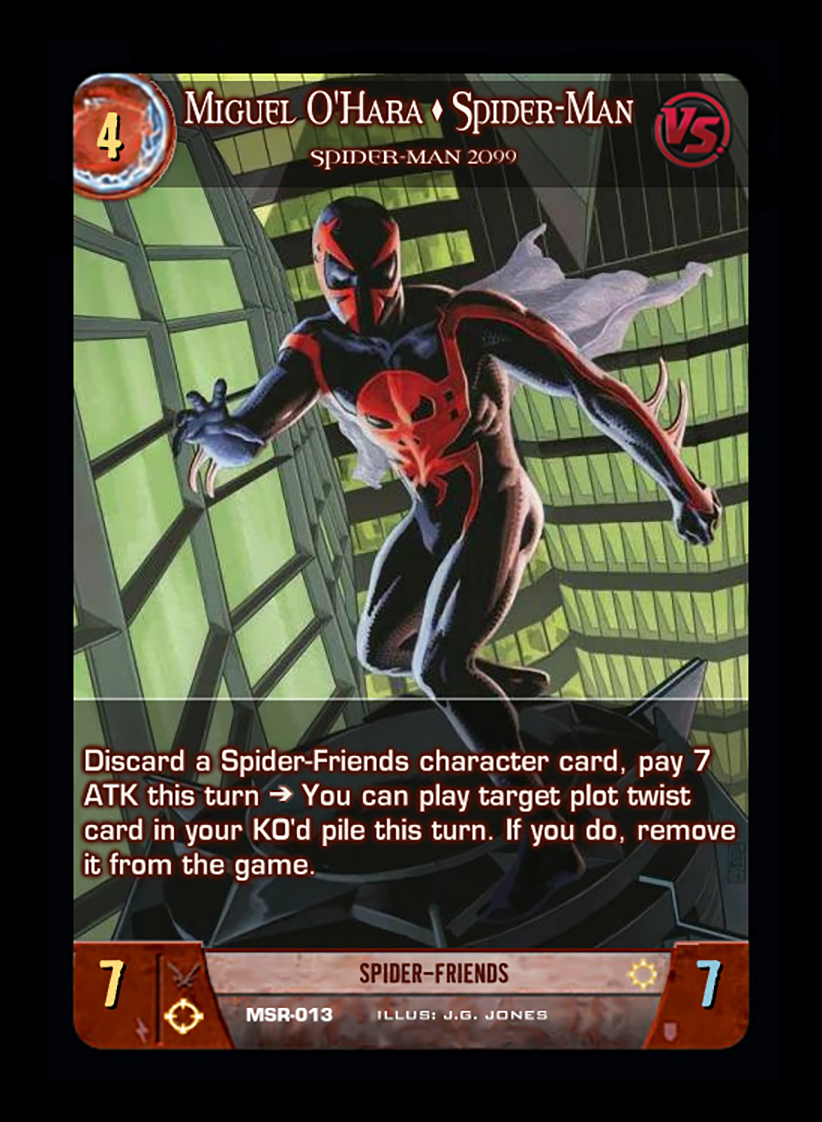 4
MIGUEL O'HARA ♦ SPIDER-MAN
VS.
SPIDER-MAN 2099
Discard a Spider-Friends character card, pay 7
ATK this turn → You can play target plot twist
card in your KO'd pile this turn. If you do, remove
it from the game.
7
SPIDER-FRIENDS
7
MSR-013 ILLUS: J.G. JONES